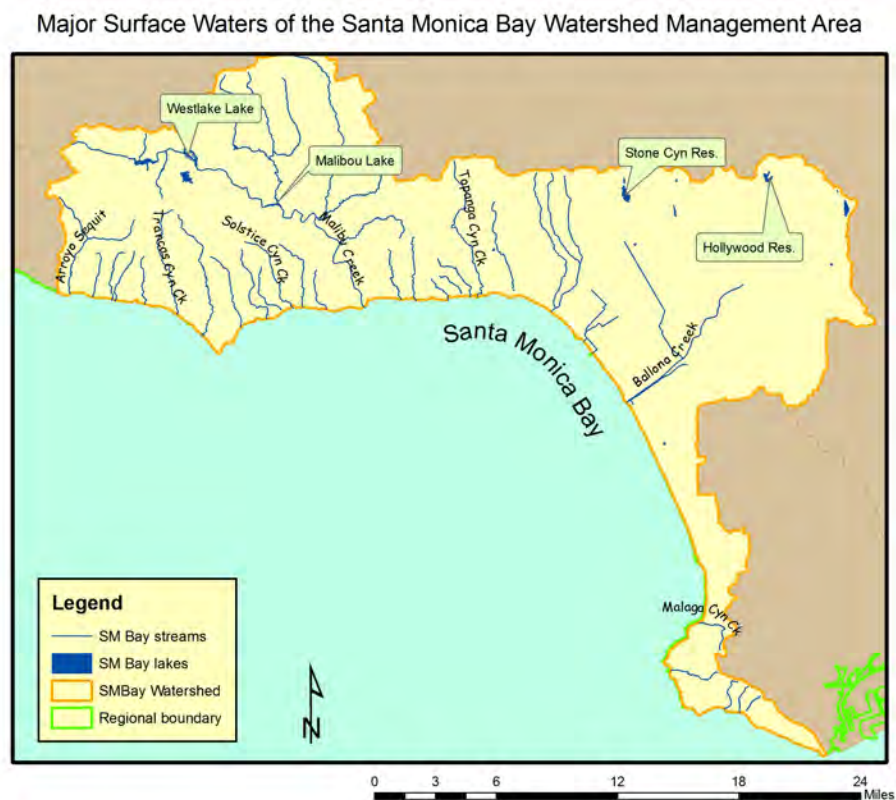 Major Surface Waters of the Santa Monica Bay Watershed Management Area
Westlake Lake
Malibou Lake
Stone Cyn Res.
Hollywood Res.
Arroyo Sequit
Trancas Cyn Ck
Solstice Cyn Ck
Malibu Creek
Topanga Cyn Ck
Ballona Creek
Santa Monica Bay
Malaga Cyn Ck
Legend
SM Bay streams
SM Bay lakes
SMBay Watershed
Regional boundary
N
0 3 6 12 18 24
Miles